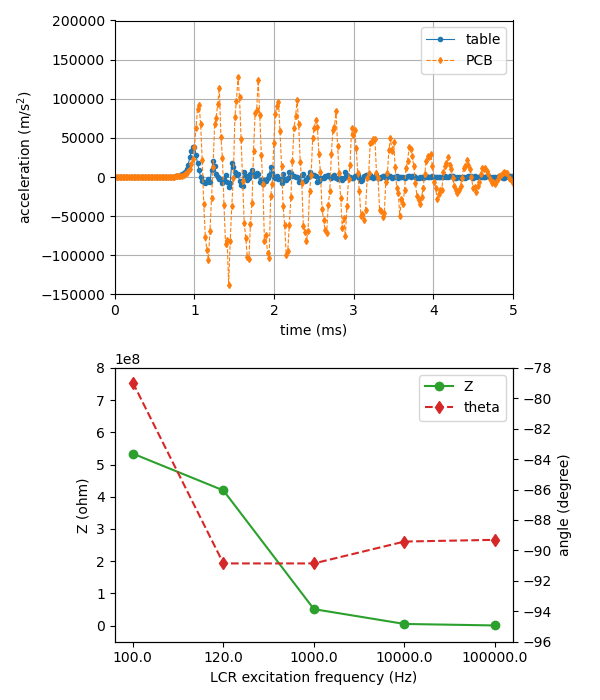 200000
150000
100000
50000
0
−50000
−100000
−150000
acceleration (m/s²)
table
PCB
0 1 2 3 4 5
time (ms)
1e8
8
7
6
5
4
3
2
1
0
Z (ohm)
Z
theta
−78
−80
−82
−84
−86
−88
−90
−92
−94
−96
angle (degree)
100.0 120.0 1000.0 10000.0 100000.0
LCR excitation frequency (Hz)